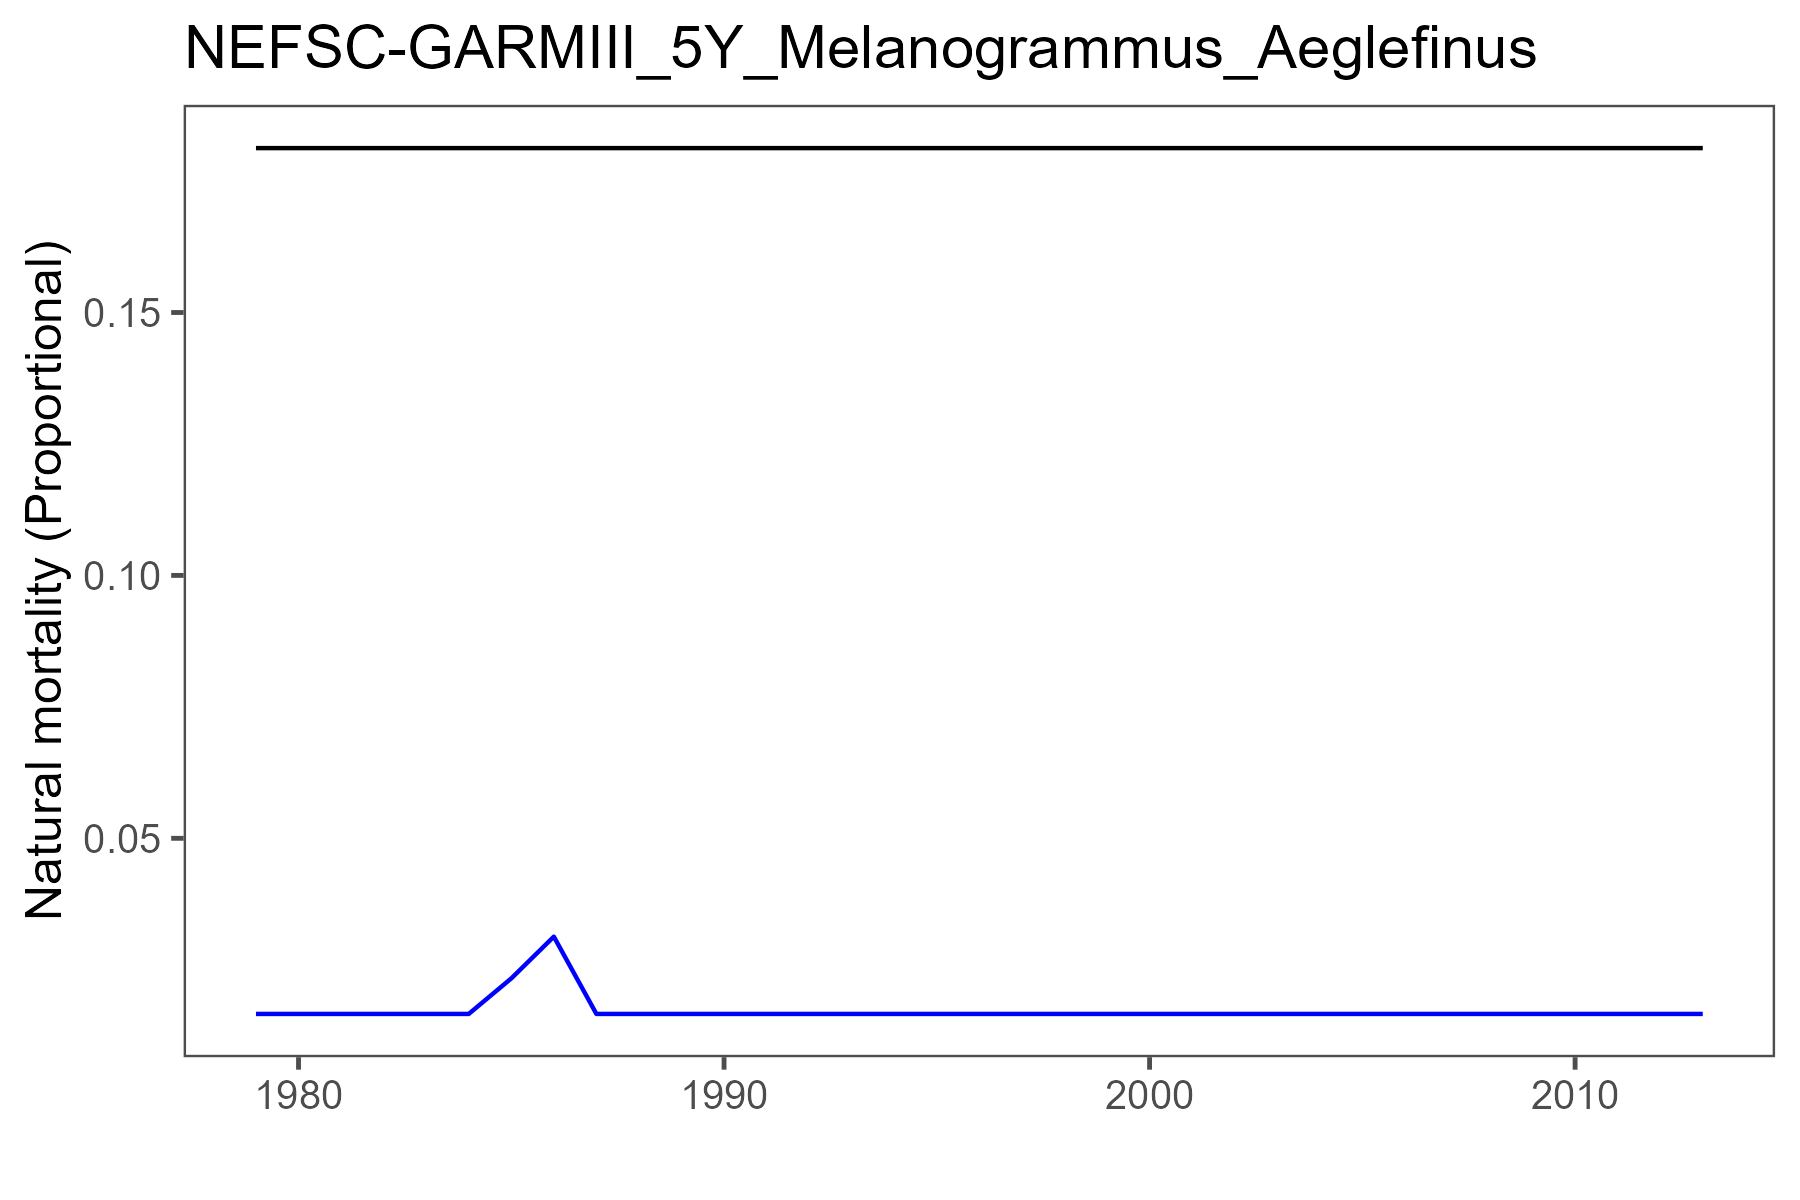 NEFSC-GARMIII_5Y_Melanogrammus_Aeglefinus
Natural mortality (Proportional)
0.15
0.10
0.05
1980 1990 2000 2010